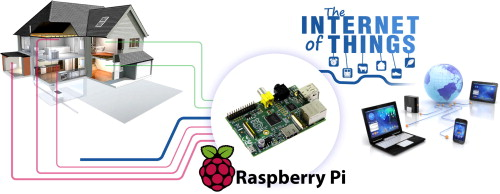 The
INTERNET
of THINGS
Raspberry Pi